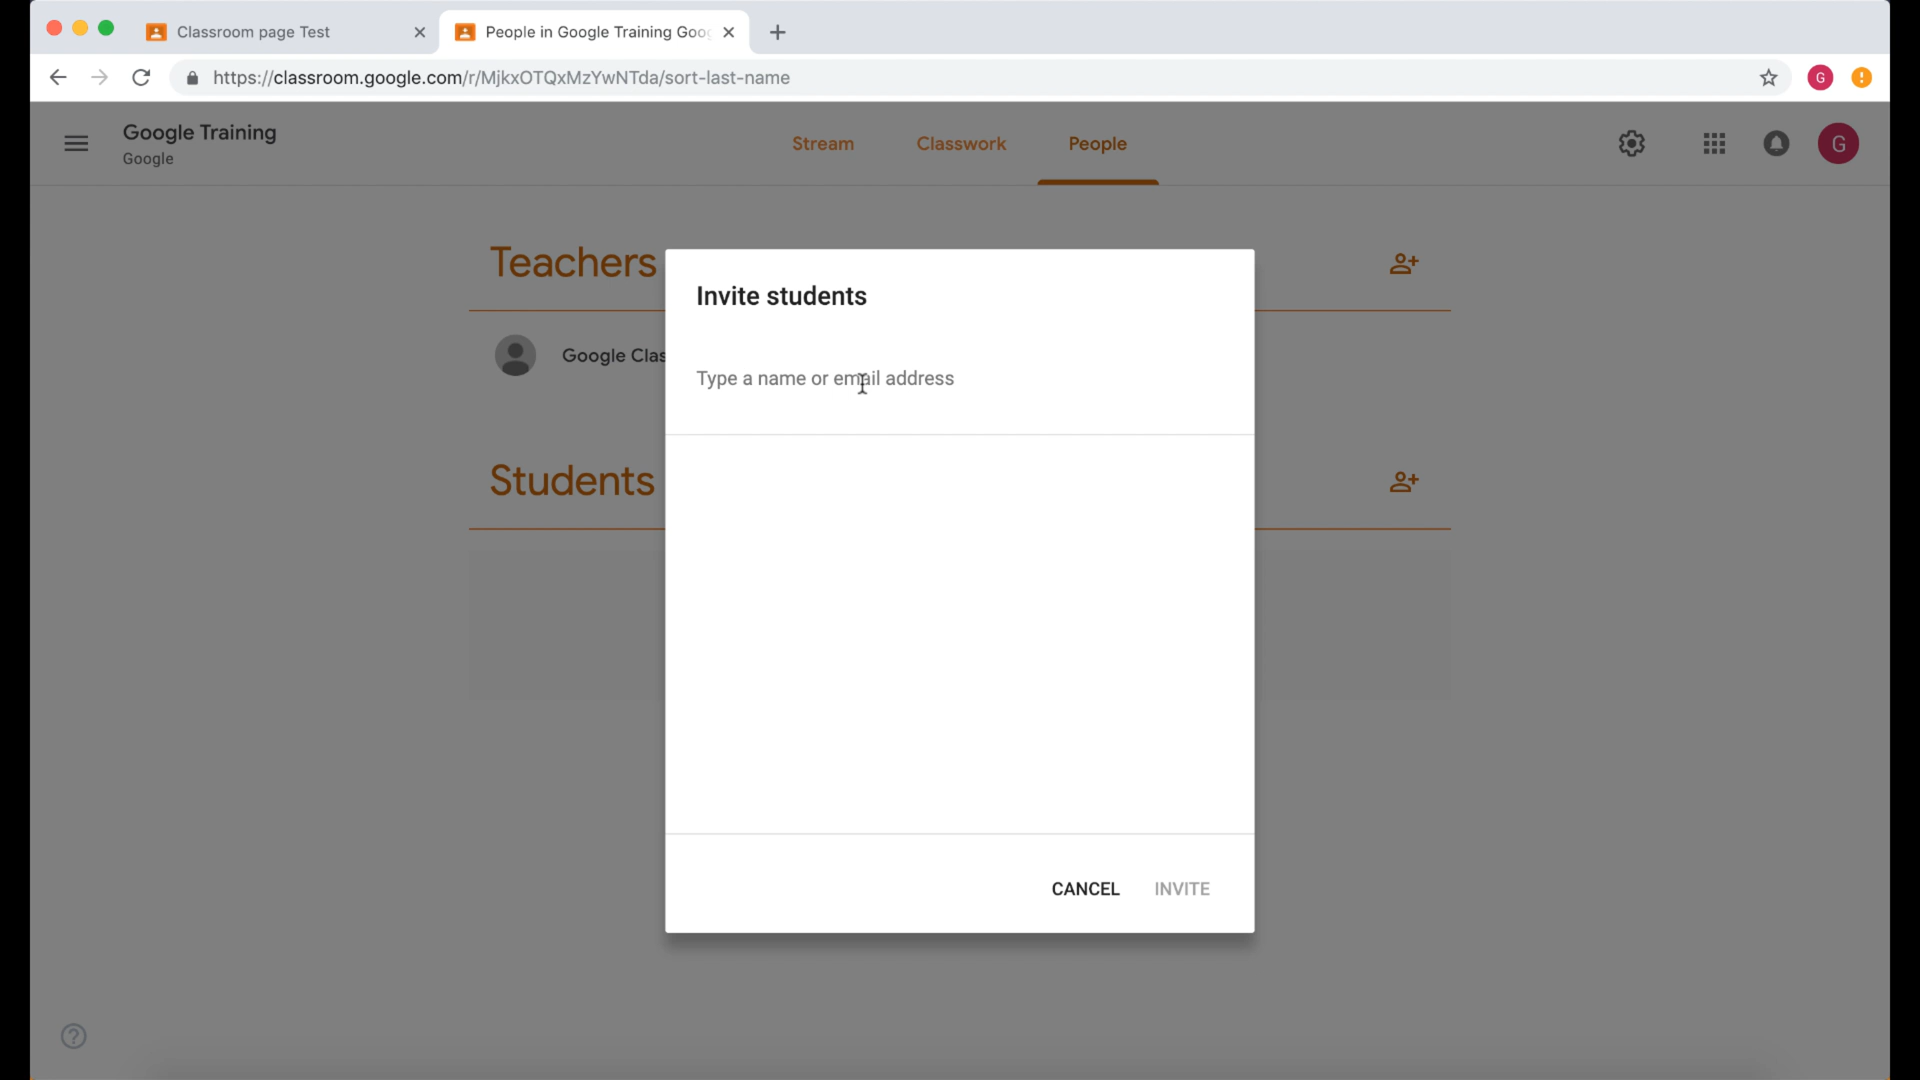 Classroom page Test
People in Google Training Goo
https://classroom.google.com/r/MjkxOTQxMzYwNTda/sort-last-name
G
Google Training
Google
Stream
Classwork
People
G
Teachers
Google Clas
Students
Invite students
Type a name or email address
CANCEL
INVITE